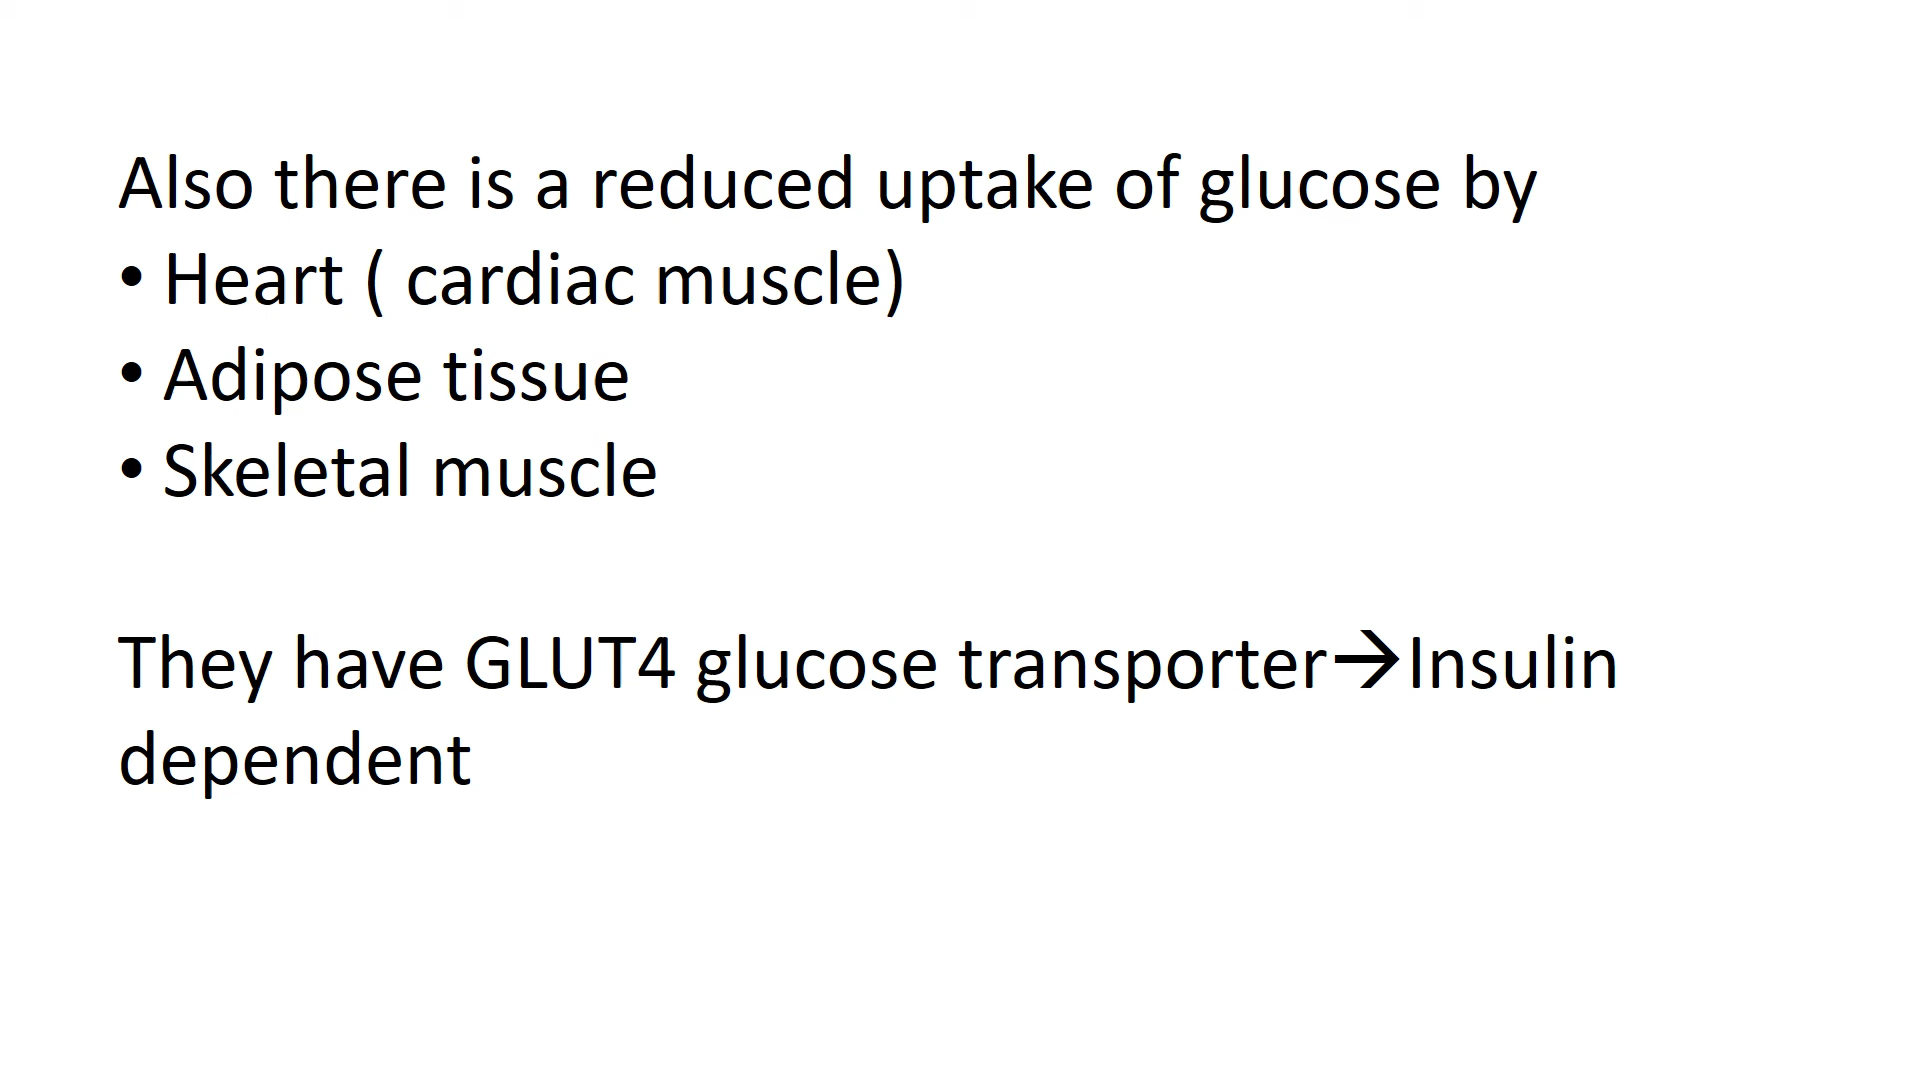 Also there is a reduced uptake of glucose by
• Heart ( cardiac muscle)
• Adipose tissue
• Skeletal muscle
They have GLUT4 glucose transporter→Insulin
dependent